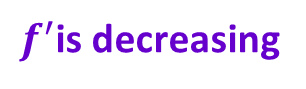 f′ is decreasing